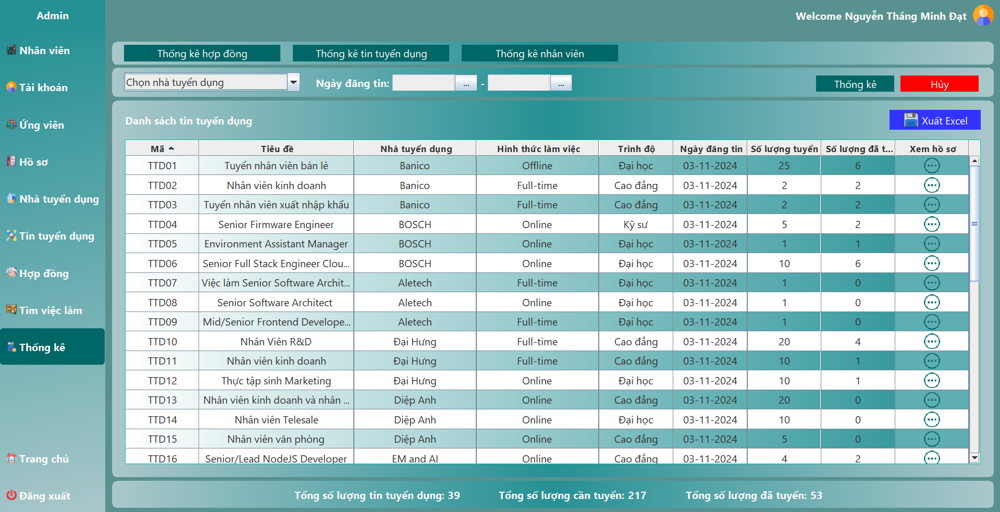 Admin
Welcome Nguyễn Thắng Minh Đạt
Nhân viên
Tài khoản
Ứng viên
Hồ sơ
Nhà tuyển dụng
Tin tuyển dụng
Hợp đồng
Tìm việc làm
Thống kê
Trang chủ
Đăng xuất
Thống kê hợp đồng Thống kê tin tuyển dụng Thống kê nhân viên
Chọn nhà tuyển dụng Ngày đăng tin: ... - ... Thống kê Hủy
Danh sách tin tuyển dụng Xuất Excel
Mã Tiêu đề Nhà tuyển dụng Hình thức làm việc Trình độ Ngày đăng tin Số lượng tuyển Số lượng đã t... Xem hồ sơ
TTD01 Tuyển nhân viên bán lẻ Banico Offline Đại học 03-11-2024 25 6
TTD02 Nhân viên kinh doanh Banico Full-time Cao đẳng 03-11-2024 2 2
TTD03 Tuyển nhân viên xuất nhập khẩu Banico Full-time Cao đẳng 03-11-2024 2 2
TTD04 Senior Firmware Engineer BOSCH Online Kỹ sư 03-11-2024 5 2
TTD05 Environment Assistant Manager BOSCH Online Đại học 03-11-2024 1 1
TTD06 Senior Full Stack Engineer Clou... BOSCH Online Đại học 03-11-2024 10 6
TTD07 Việc làm Senior Software Archit... Aletech Full-time Đại học 03-11-2024 1 0
TTD08 Senior Software Architect Aletech Online Đại học 03-11-2024 1 0
TTD09 Mid/Senior Frontend Develope... Aletech Full-time Đại học 03-11-2024 1 0
TTD10 Nhân Viên R&D Đại Hưng Full-time Cao đẳng 03-11-2024 20 4
TTD11 Nhân viên kinh doanh Đại Hưng Full-time Cao đẳng 03-11-2024 10 1
TTD12 Thực tập sinh Marketing Đại Hưng Online Đại học 03-11-2024 10 1
TTD13 Nhân viên kinh doanh và nhân ... Diệp Anh Online Cao đẳng 03-11-2024 20 0
TTD14 Nhân viên Telesale Diệp Anh Online Đại học 03-11-2024 10 0
TTD15 Nhân viên văn phòng Diệp Anh Online Cao đẳng 03-11-2024 5 0
TTD16 Senior/Lead NodeJS Developer EM and AI Online Cao đẳng 03-11-2024 4 2
Tổng số lượng tin tuyển dụng: 39 Tổng số lượng cần tuyển: 217 Tổng số lượng đã tuyển: 53